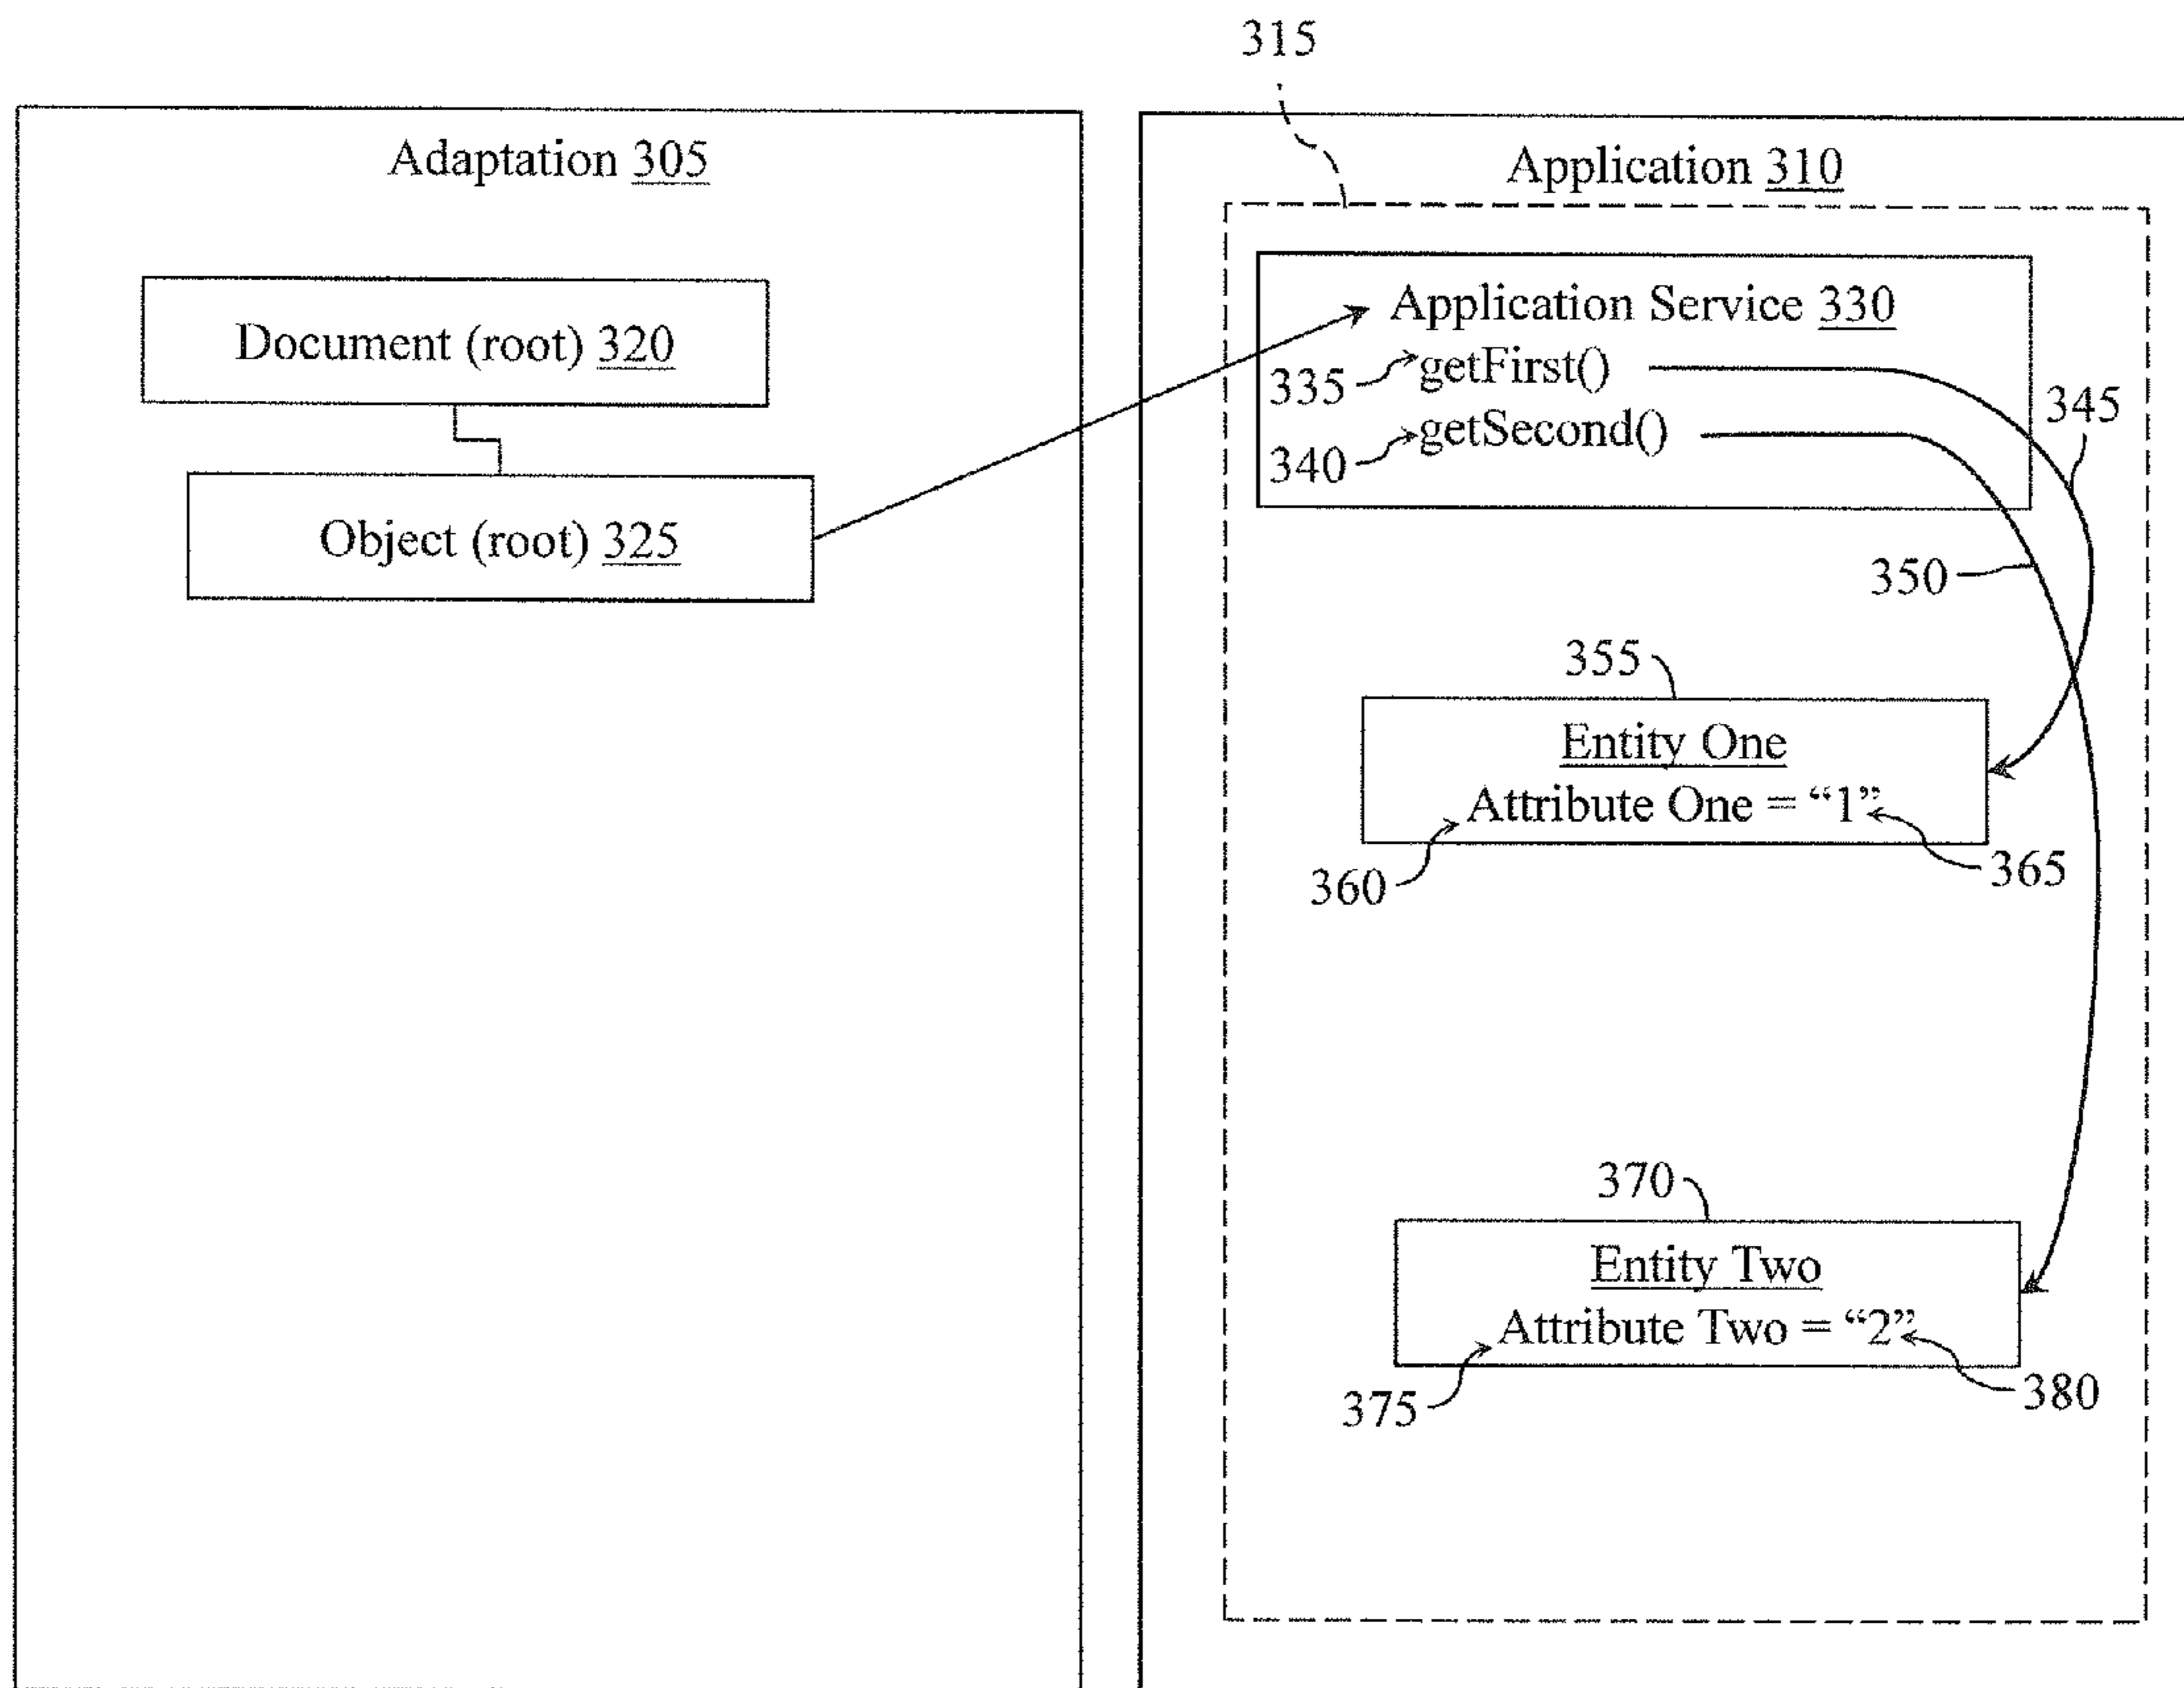 315
Adaptation 305
Application 310
Document (root) 320
Object (root) 325
Application Service 330
335 getFirst()
340 getSecond()
345
350
355
Entity One
Attribute One = “1”
360
365
370
Entity Two
Attribute Two = “2”
375
380